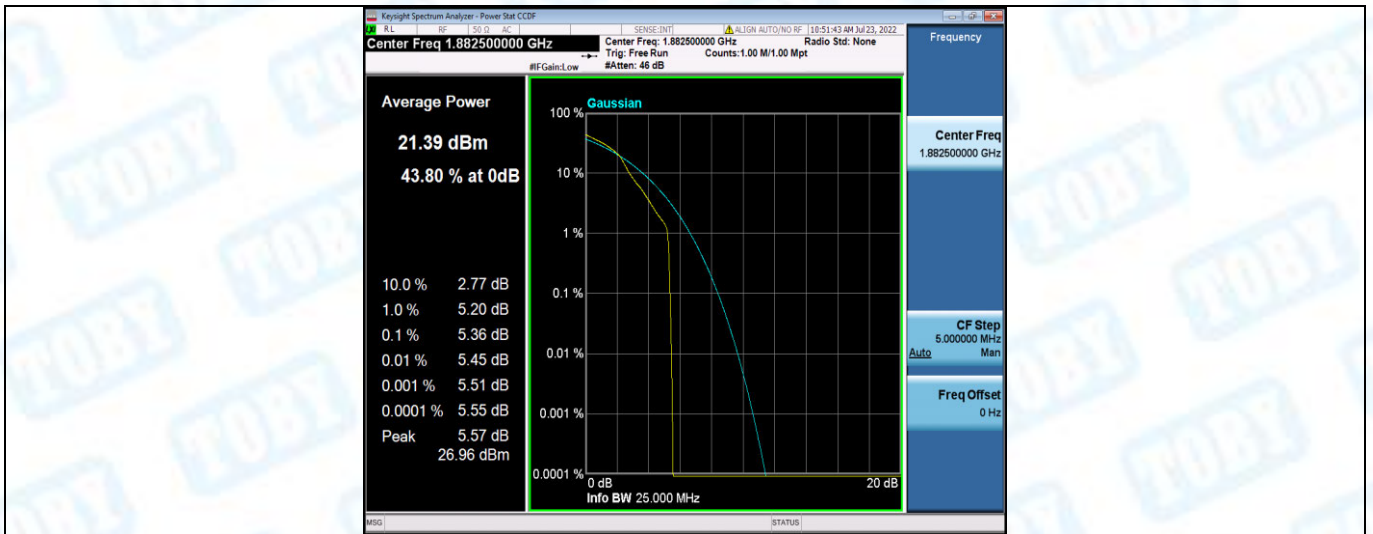 Keysight Spectrum Analyzer - Power Stat CCDF
RL RF 50 Ω AC SENSE:INT ALIGN AUTO/NO RF 10:51:43 AM Jul 23, 2022
Center Freq 1.882500000 GHz
Center Freq: 1.882500000 GHz Radio Std: None
Trig: Free Run Counts:1.00 M/1.00 Mpt
#IFGain:Low #Atten: 46 dB
Frequency
Average Power
21.39 dBm
43.80 % at 0dB
10.0 % 2.77 dB
1.0 % 5.20 dB
0.1 % 5.36 dB
0.01 % 5.45 dB
0.001 % 5.51 dB
0.0001 % 5.55 dB
Peak 5.57 dB
26.96 dBm
Gaussian
100 %
10 %
1 %
0.1 %
0.01 %
0.001 %
0.0001 %
0 dB 20 dB
Info BW 25.000 MHz
Center Freq
1.882500000 GHz
CF Step
5.000000 MHz
Auto Man
Freq Offset
0 Hz
MSG STATUS
TOBY
TOBY
TOBY
TOBY
TOBY
TOBY
TOBY
TOBY